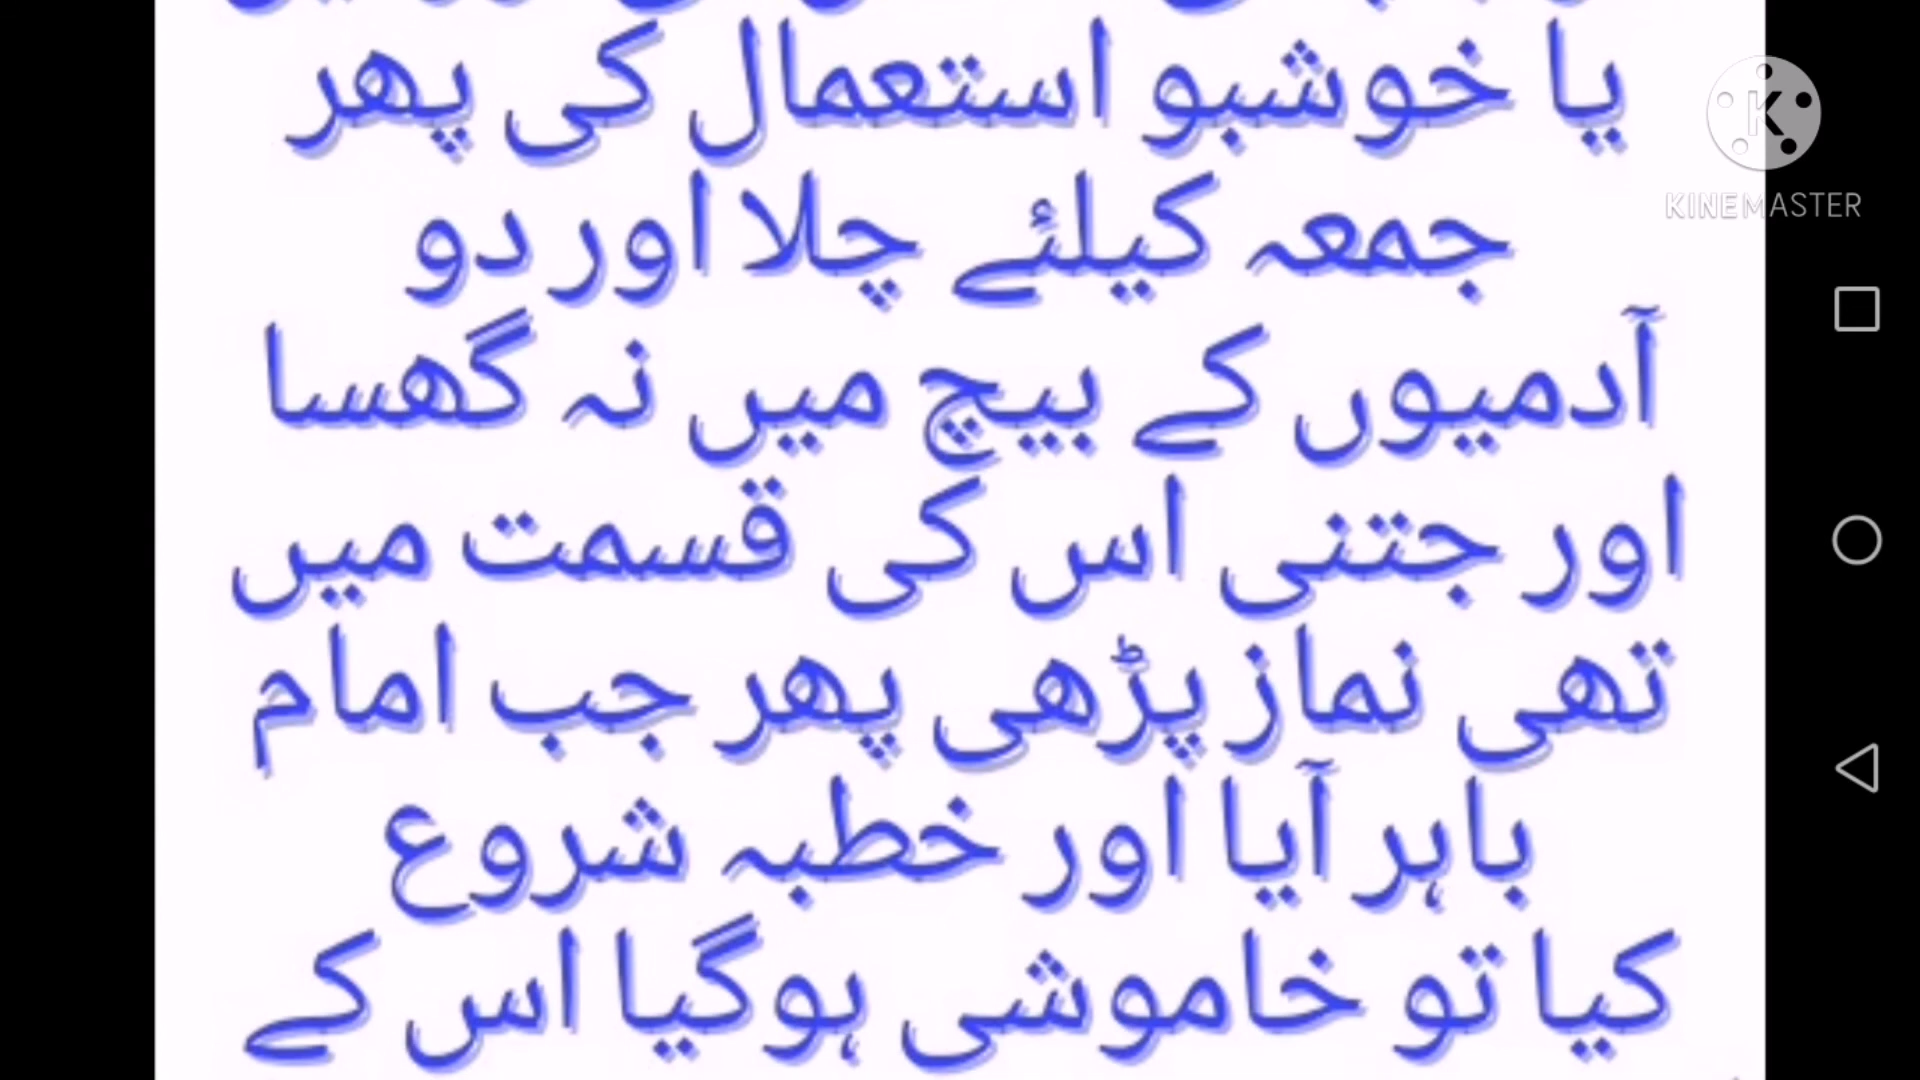 یا خوشبو استعمال کی پھر
جمعہ کیلئے چلا اور دو
آدمیوں کے بیچ میں نہ گھسا
اور جتنی اس کی قسمت میں
تھی نماز پڑھی پھر جب امام
باہر آیا اور خطبہ شروع
کیا تو خاموشی ہوگیا اس کے
K
KINEMASTER